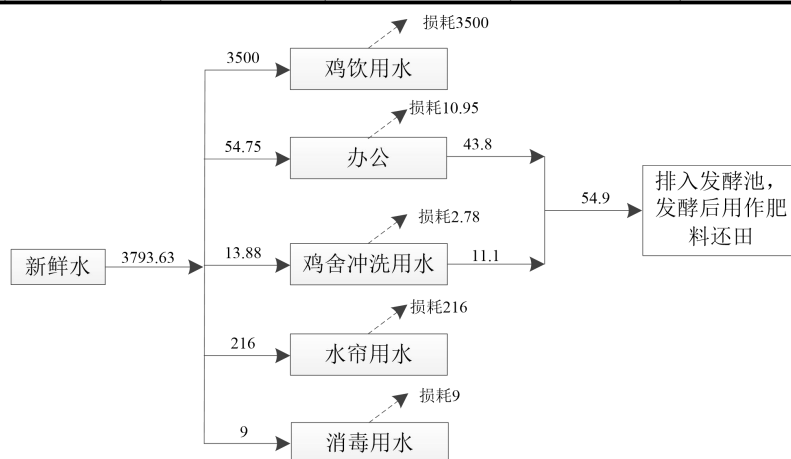 损耗3500
3500
鸡饮用水
损耗10.95
54.75
办公
43.8
排入发酵池，
发酵后用作肥
料还田
54.9
损耗2.78
新鲜水
3793.63
13.88
鸡舍冲洗用水
11.1
损耗216
216
水帘用水
损耗9
9
消毒用水